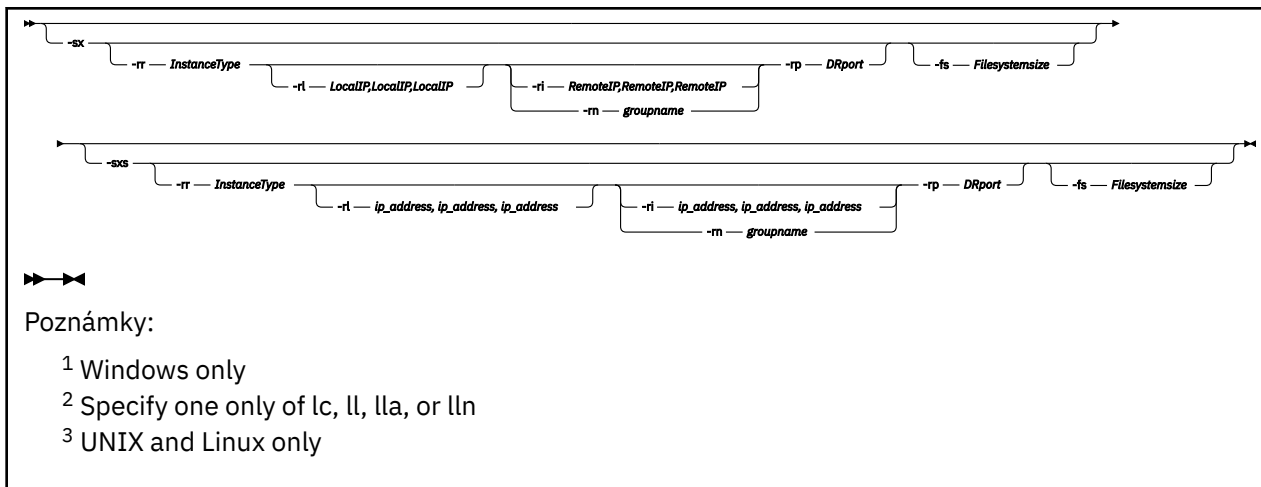 -sx
-rr InstanceType -rp DRport -fs Filesystemsize
-rl LocalIP,LocalIP,LocalIP -ri RemoteIP,RemoteIP,RemoteIP
-rn groupname
-sxs
-rr InstanceType -rp DRport -fs Filesystemsize
-rl ip_address, ip_address, ip_address -ri ip_address, ip_address, ip_address
-rn groupname
Poznámky:
1 Windows only
2 Specify one only of lc, ll, lla, or lln
3 UNIX and Linux only